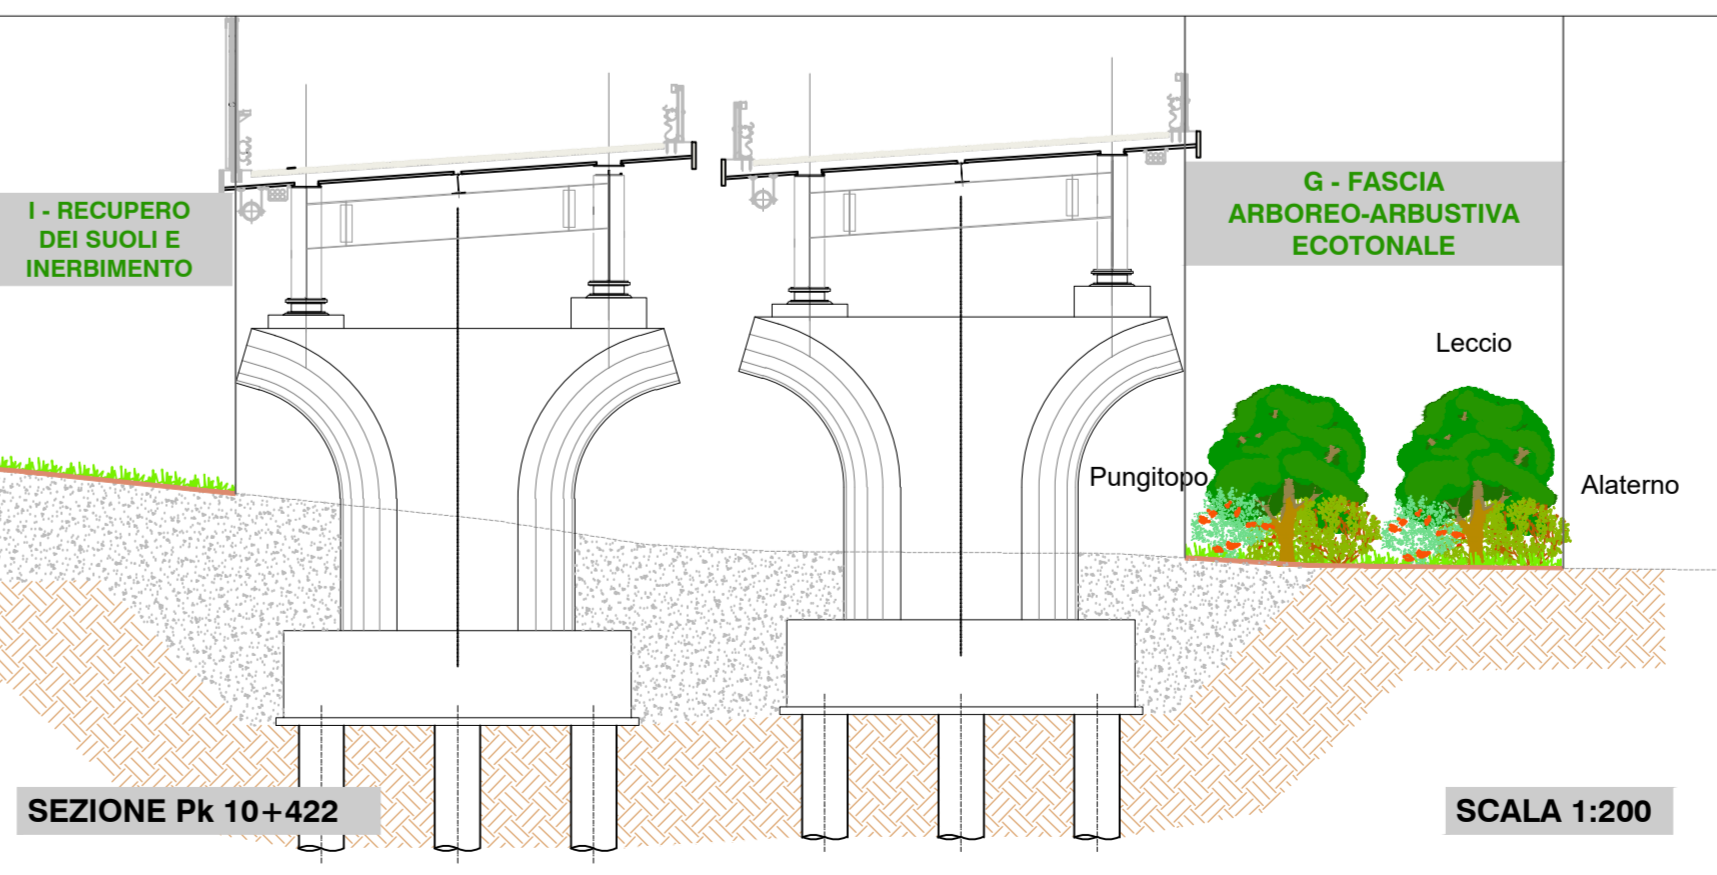 I - RECUPERO
DEI SUOLI E
INERBIMENTO
G - FASCIA
ARBOREO-ARBUSTIVA
ECOTONALE
Leccio
Pungitopo
Alaterno
SEZIONE Pk 10+422
SCALA 1:200